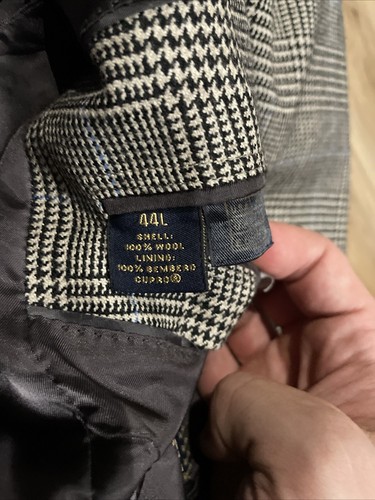 44L
SHELL:
100% WOOL
LINING:
100% BEMBERG
CUPRO®